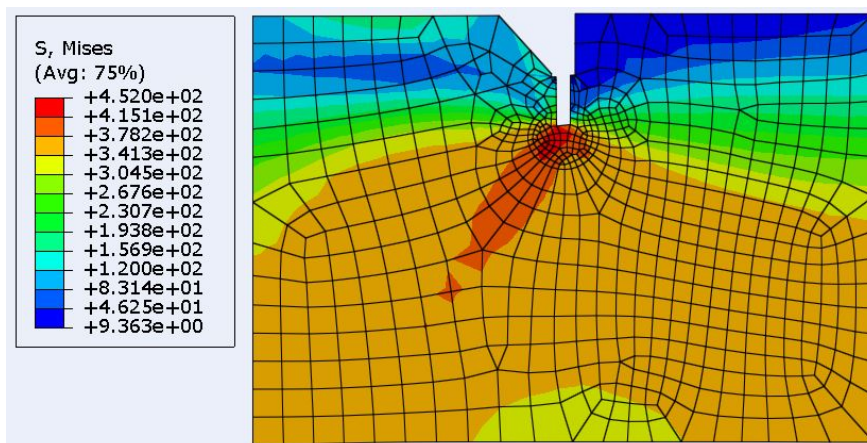 S, Mises
(Avg: 75%)
+4.520e+02
+4.151e+02
+3.782e+02
+3.413e+02
+3.045e+02
+2.676e+02
+2.307e+02
+1.938e+02
+1.569e+02
+1.200e+02
+8.314e+01
+4.625e+01
+9.363e+00